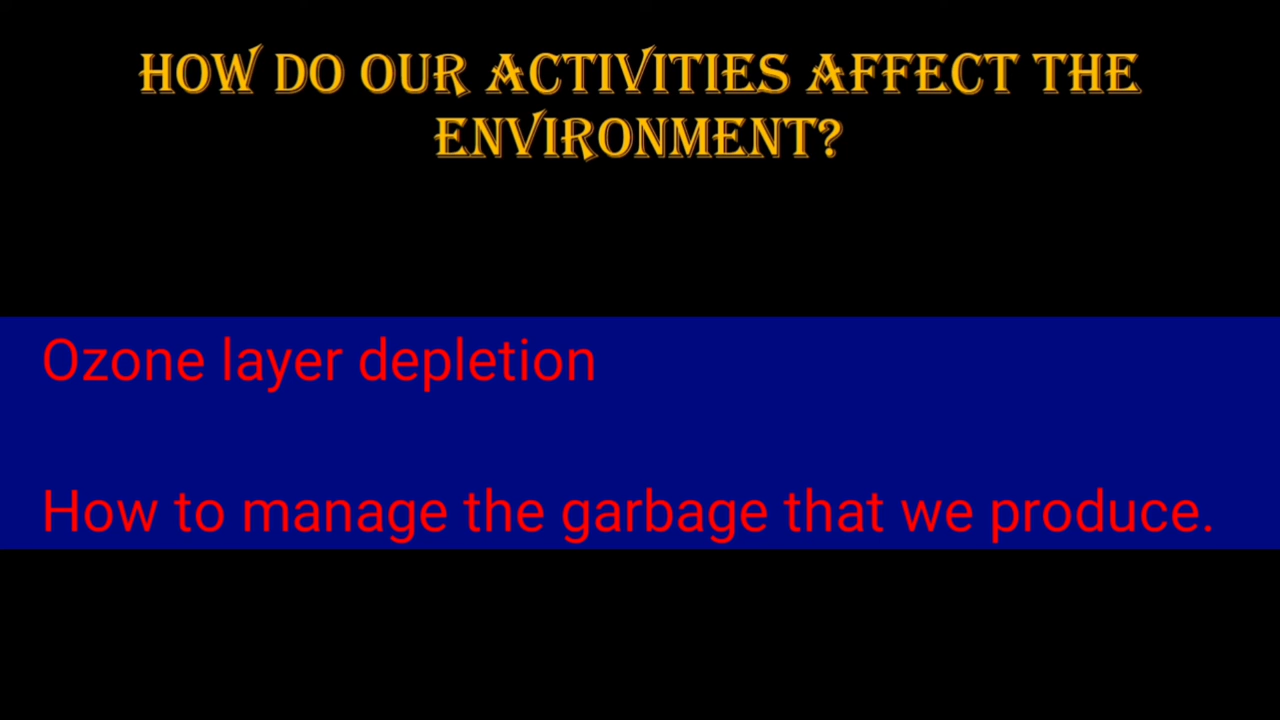 HOW DO OUR ACTIVITIES AFFECT THE
ENVIRONMENT?
Ozone layer depletion
How to manage the garbage that we produce.